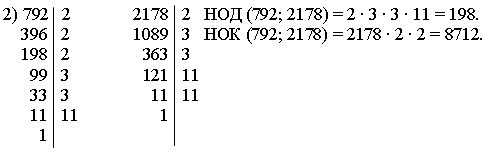 2) 792 | 2 2178 | 2 НОД (792; 2178) = 2 · 3 · 3 · 11 = 198.
396 | 2 1089 | 3 НОК (792; 2178) = 2178 · 2 · 2 = 8712.
198 | 2 363 | 3
99 | 3 121 | 11
33 | 3 11 | 11
11 | 11 1
1